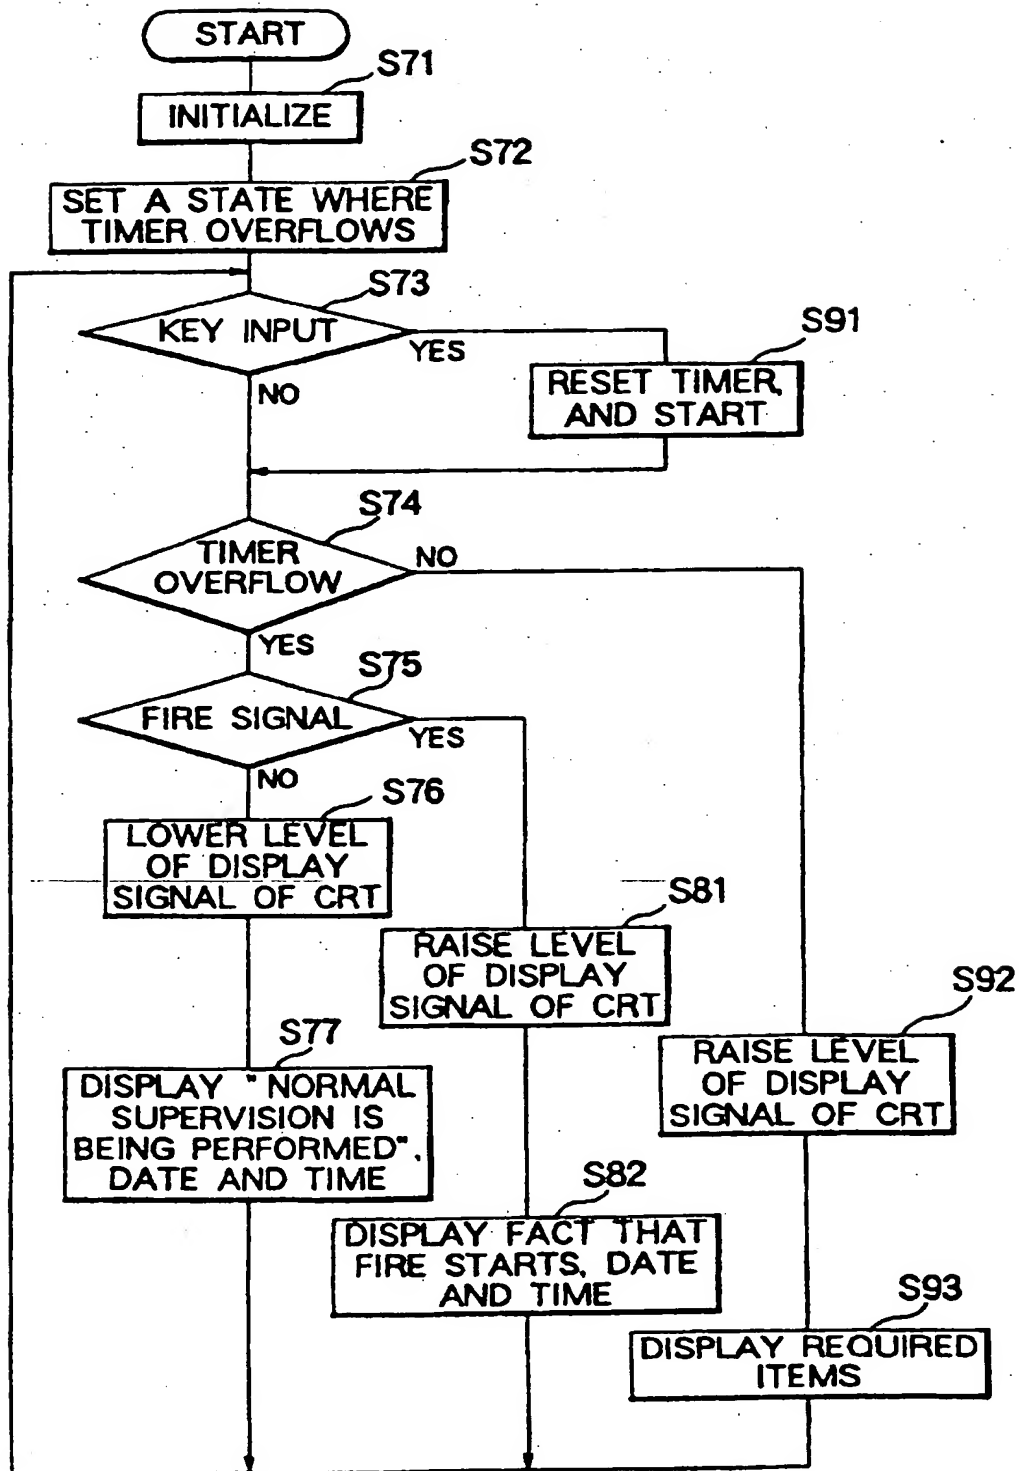 START
S71
INITIALIZE
S72
SET A STATE WHERE
TIMER OVERFLOWS
S73
KEY INPUT
YES
NO
S91
RESET TIMER,
AND START
S74
TIMER
OVERFLOW
NO
YES
S75
FIRE SIGNAL
YES
NO
S76
LOWER LEVEL
OF DISPLAY
SIGNAL OF CRT
S81
RAISE LEVEL
OF DISPLAY
SIGNAL OF CRT
S92
RAISE LEVEL
OF DISPLAY
SIGNAL OF CRT
S77
DISPLAY "NORMAL
SUPERVISION IS
BEING PERFORMED",
DATE AND TIME
S82
DISPLAY FACT THAT
FIRE STARTS, DATE
AND TIME
S93
DISPLAY REQUIRED
ITEMS